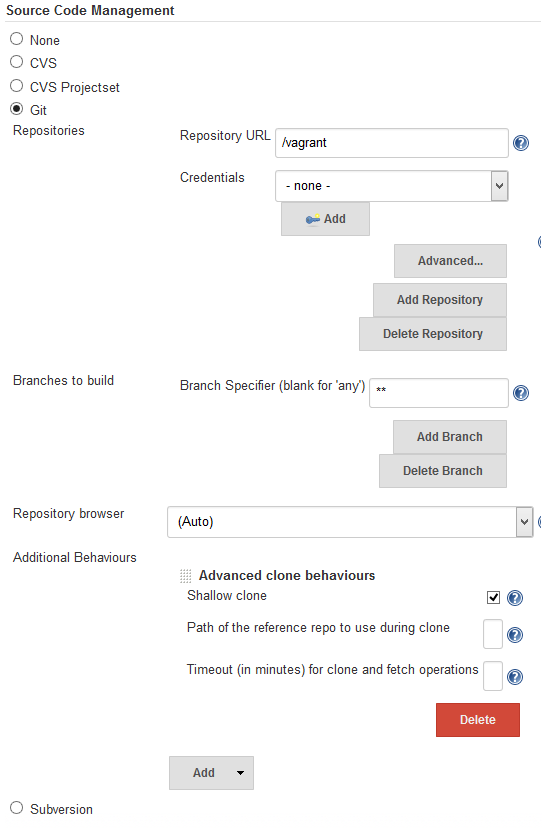 Source Code Management
None
CVS
CVS Projectset
Git
Repositories
Repository URL /vagrant ?
Credentials - none -
Add
Advanced...
Add Repository
Delete Repository
Branches to build
Branch Specifier (blank for 'any') ** ?
Add Branch
Delete Branch
Repository browser (Auto)
Additional Behaviours
Advanced clone behaviours
Shallow clone ?
Path of the reference repo to use during clone ?
Timeout (in minutes) for clone and fetch operations ?
Delete
Add
Subversion